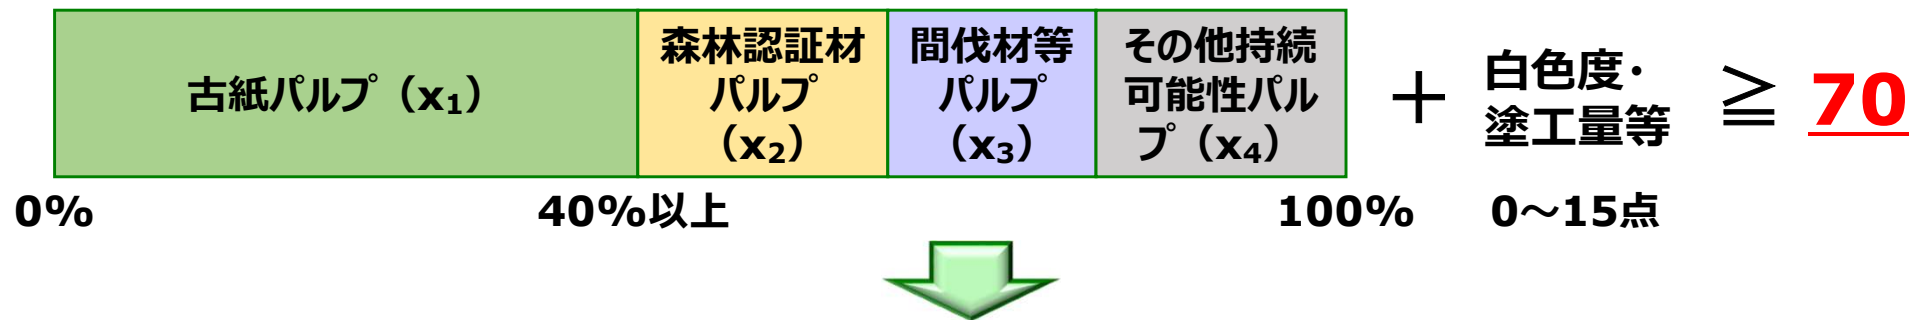 古紙パルプ（x₁）
森林認証材
パルプ
（x₂）
間伐材等
パルプ
（x₃）
その他持続
可能性パル
プ（x₄）
＋
白色度・
塗工量等
≧ 70
0%
40%以上
100%
0～15点